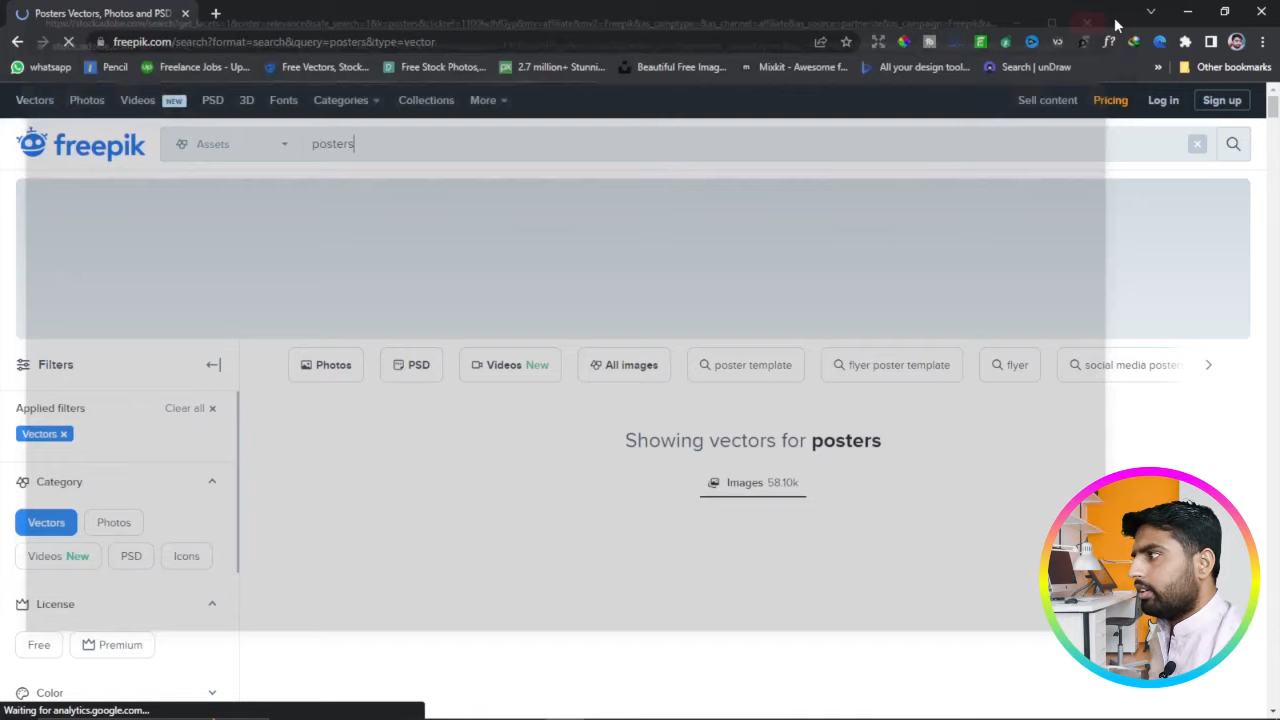 Posters Vectors, Photos and PSD
freepik.com/search?format=search&query=posters&type=vector
whatsapp Pencil Freelance Jobs - Up... Free Vectors, Stock... Free Stock Photos,... 2.7 million+ Stunni... Beautiful Free Imag... Mixkit - Awesome f... All your design tool... Search | unDraw » Other bookmarks
Vectors Photos Videos NEW PSD 3D Fonts Categories Collections More Sell content Pricing Log in Sign up
freepik Assets posters
Filters Photos PSD Videos New All images poster template flyer poster template flyer social media poster
Applied filters Clear all
Vectors
Showing vectors for posters
Category Images 58.10k
Vectors Photos
Videos New PSD Icons
License
Free Premium
Color
Waiting for analytics.google.com...